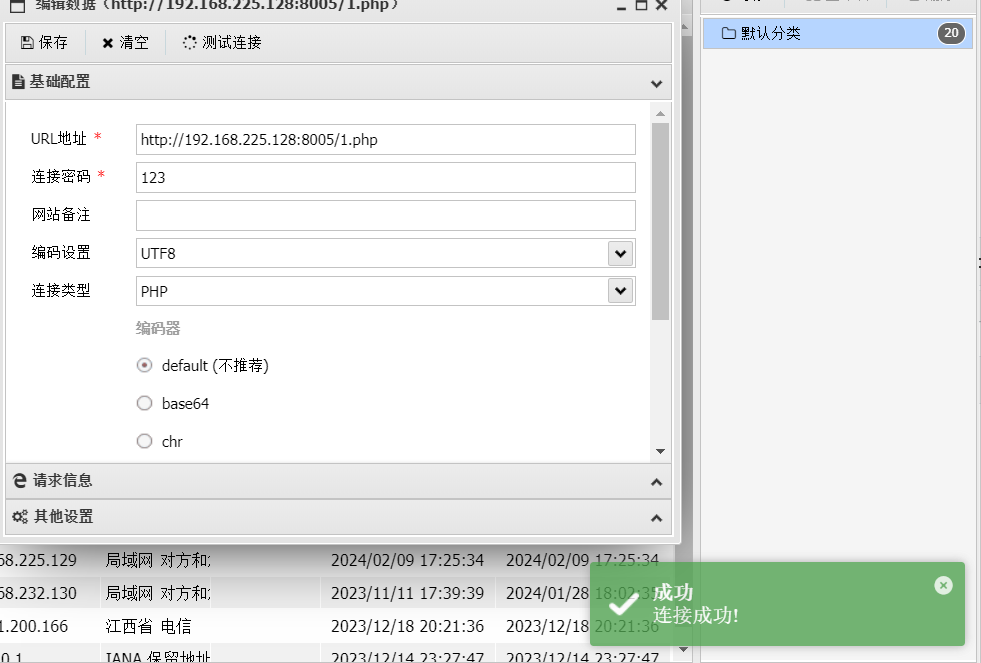 编辑数据（http://192.168.225.128:8005/1.php）
保存 清空 测试连接
默认分类 20
基础配置
URL地址 * http://192.168.225.128:8005/1.php
连接密码 * 123
网站备注
编码设置 UTF8
连接类型 PHP
编码器
default (不推荐)
base64
chr
请求信息
其他设置
68.225.129 局域网 对方和 2024/02/09 17:25:34 2024/02/09 17:25:34
68.232.130 局域网 对方和 2023/11/11 17:39:39 2024/01/28 18:02:35
1.200.166 江西省 电信 2023/12/18 20:21:36 2023/12/18 20:21:36
0.1 IANA 保留地址 2023/12/14 23:27:47 2023/12/14 23:27:47
成功
连接成功!